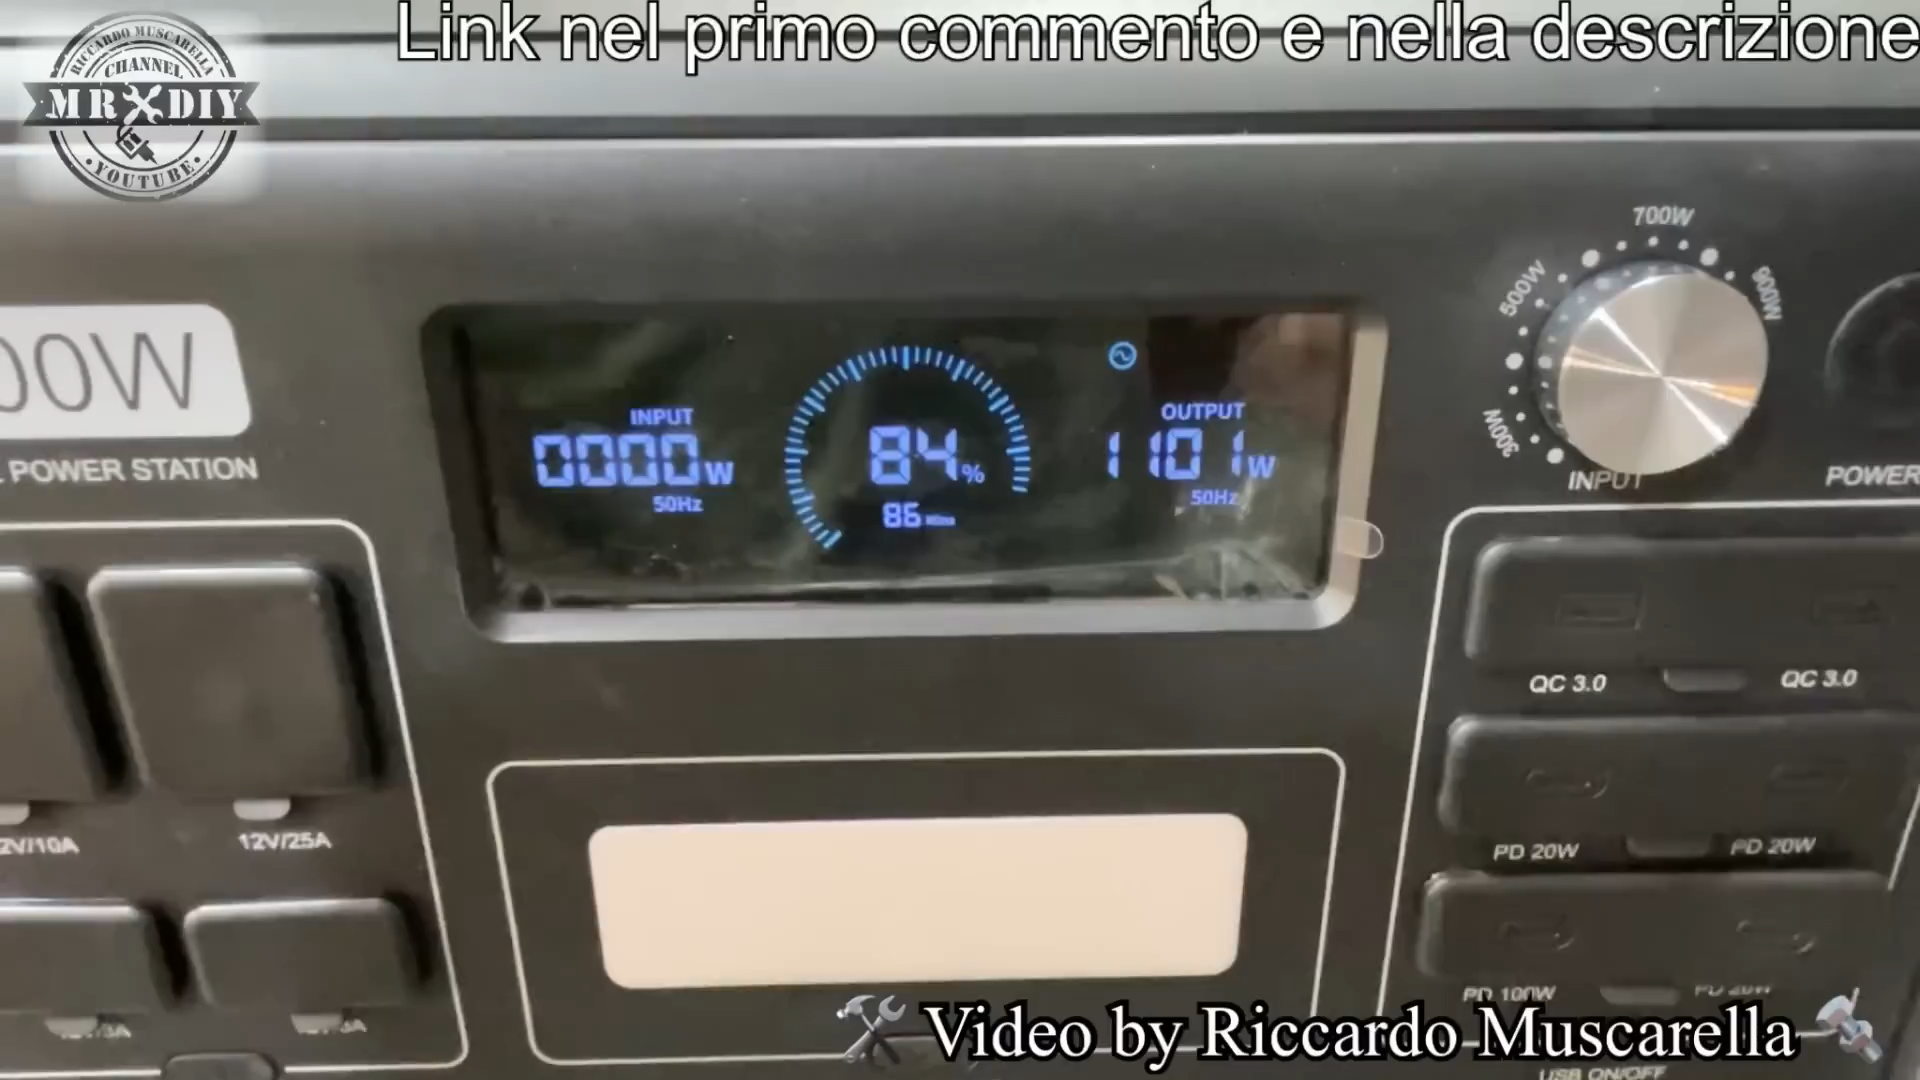 Link nel primo commento e nella descrizione
RICCARDO MUSCARELLA
CHANNEL
MR DIY
YOUTUBE
00W
POWER STATION
INPUT
0000W
50Hz
84%
86 Mins
OUTPUT
1101W
50Hz
300W
500W
700W
900W
INPUT
POWER
2V/10A
12V/25A
QC 3.0
QC 3.0
PD 20W
PD 20W
PD 100W
PD 20W
Video by Riccardo Muscarella
USB ON/OFF